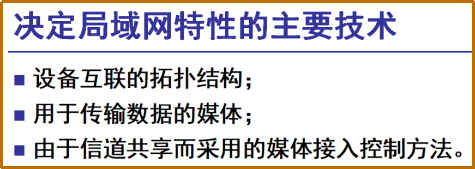 决定局域网特性的主要技术
■ 设备互联的拓扑结构；
■ 用于传输数据的媒体；
■ 由于信道共享而采用的媒体接入控制方法。